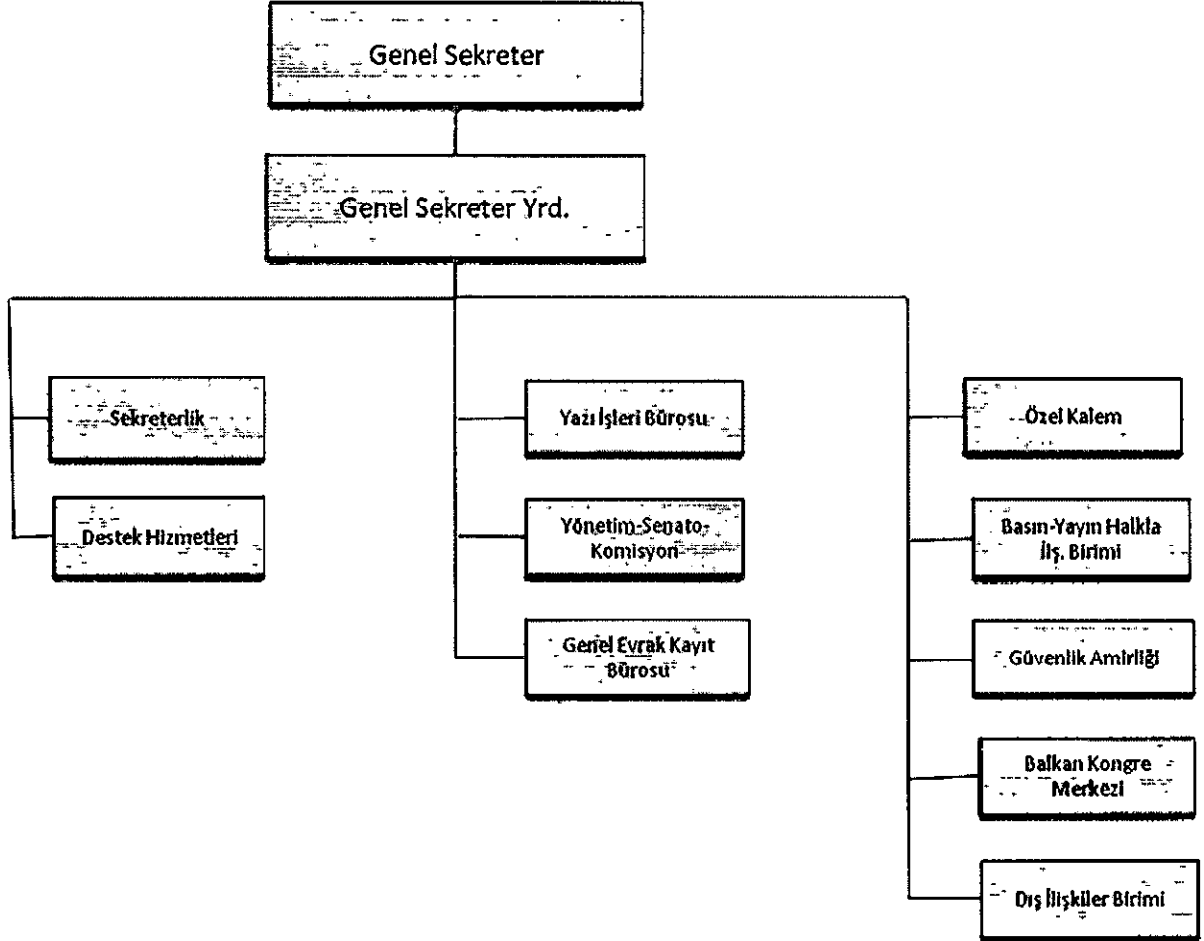 Genel Sekreter
Genel Sekreter Yrd.
Sekreterlik
Destek Hizmetleri
Yazı İşleri Bürosu
Yönetim-Senato-
Komisyon
Genel Evrak Kayıt
Bürosu
Özel Kalem
Basın-Yayın Halkla
İlş. Birimi
Güvenlik Amirliği
Balkan Kongre
Merkezi
Dış İlişkiler Birimi